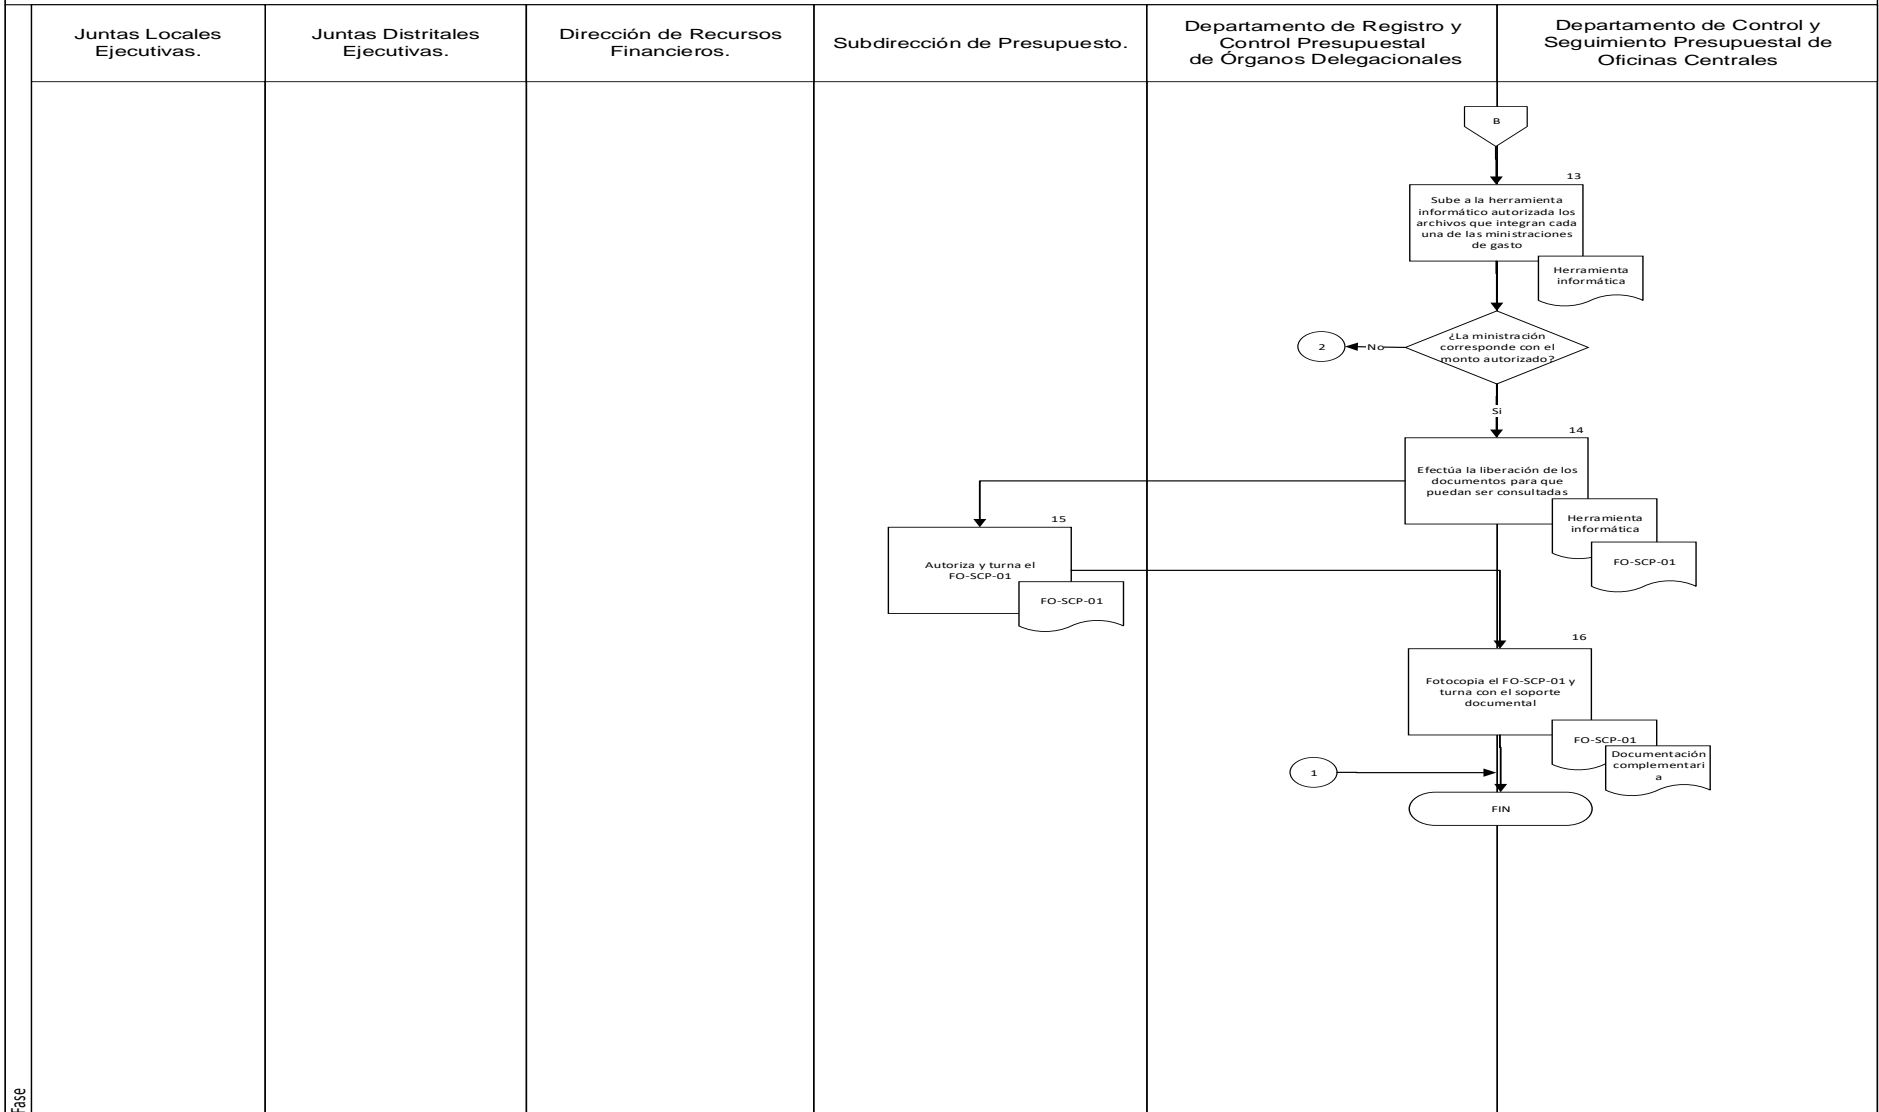 Juntas Locales
Ejecutivas.
Juntas Distritales
Ejecutivas.
Dirección de Recursos
Financieros.
Subdirección de Presupuesto.
Departamento de Registro y
Control Presupuestal
de Órganos Delegacionales
Departamento de Control y
Seguimiento Presupuestal de
Oficinas Centrales
B
13
Sube a la herramienta
informático autorizada los
archivos que integran cada
una de las ministraciones
de gasto
Herramienta
informática
¿La ministración
corresponde con el
monto autorizado?
No
2
Si
14
Efectúa la liberación de los
documentos para que
puedan ser consultadas
Herramienta
informática
FO-SCP-01
15
Autoriza y turna el
FO-SCP-01
FO-SCP-01
16
Fotocopia el FO-SCP-01 y
turna con el soporte
documental
FO-SCP-01
Documentación
complementari
a
1
FIN
Fase